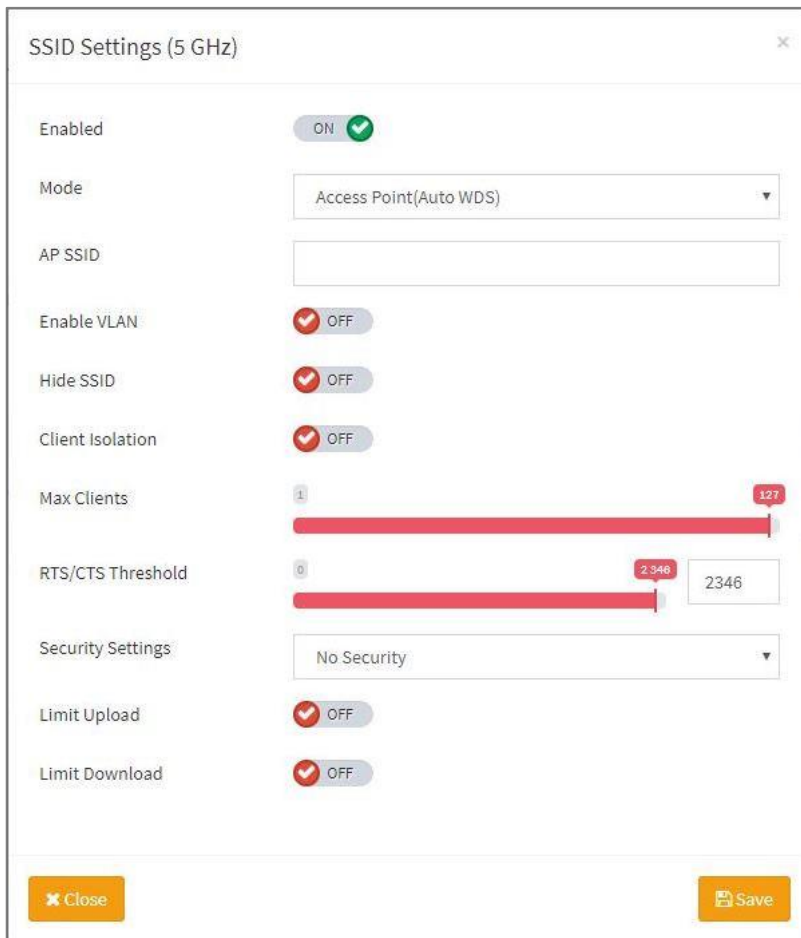 SSID Settings (5 GHz) ×
Enabled ON
Mode Access Point(Auto WDS)
AP SSID
Enable VLAN OFF
Hide SSID OFF
Client Isolation OFF
Max Clients 1 127
RTS/CTS Threshold 0 2 346 2346
Security Settings No Security
Limit Upload OFF
Limit Download OFF
Close Save